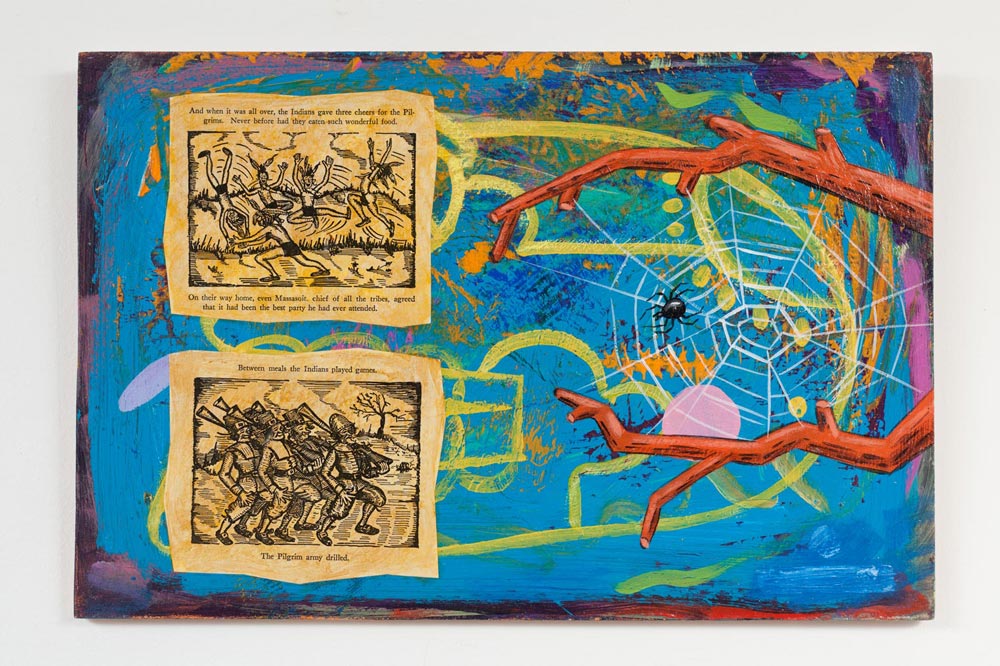 And when it was all over, the Indians gave three cheers for the Pil-
grims. Never before had they eaten such wonderful food.
On their way home, even Massasoit, chief of all the tribes, agreed
that it had been the best party he had ever attended.
Between meals the Indians played games.
The Pilgrim army drilled.